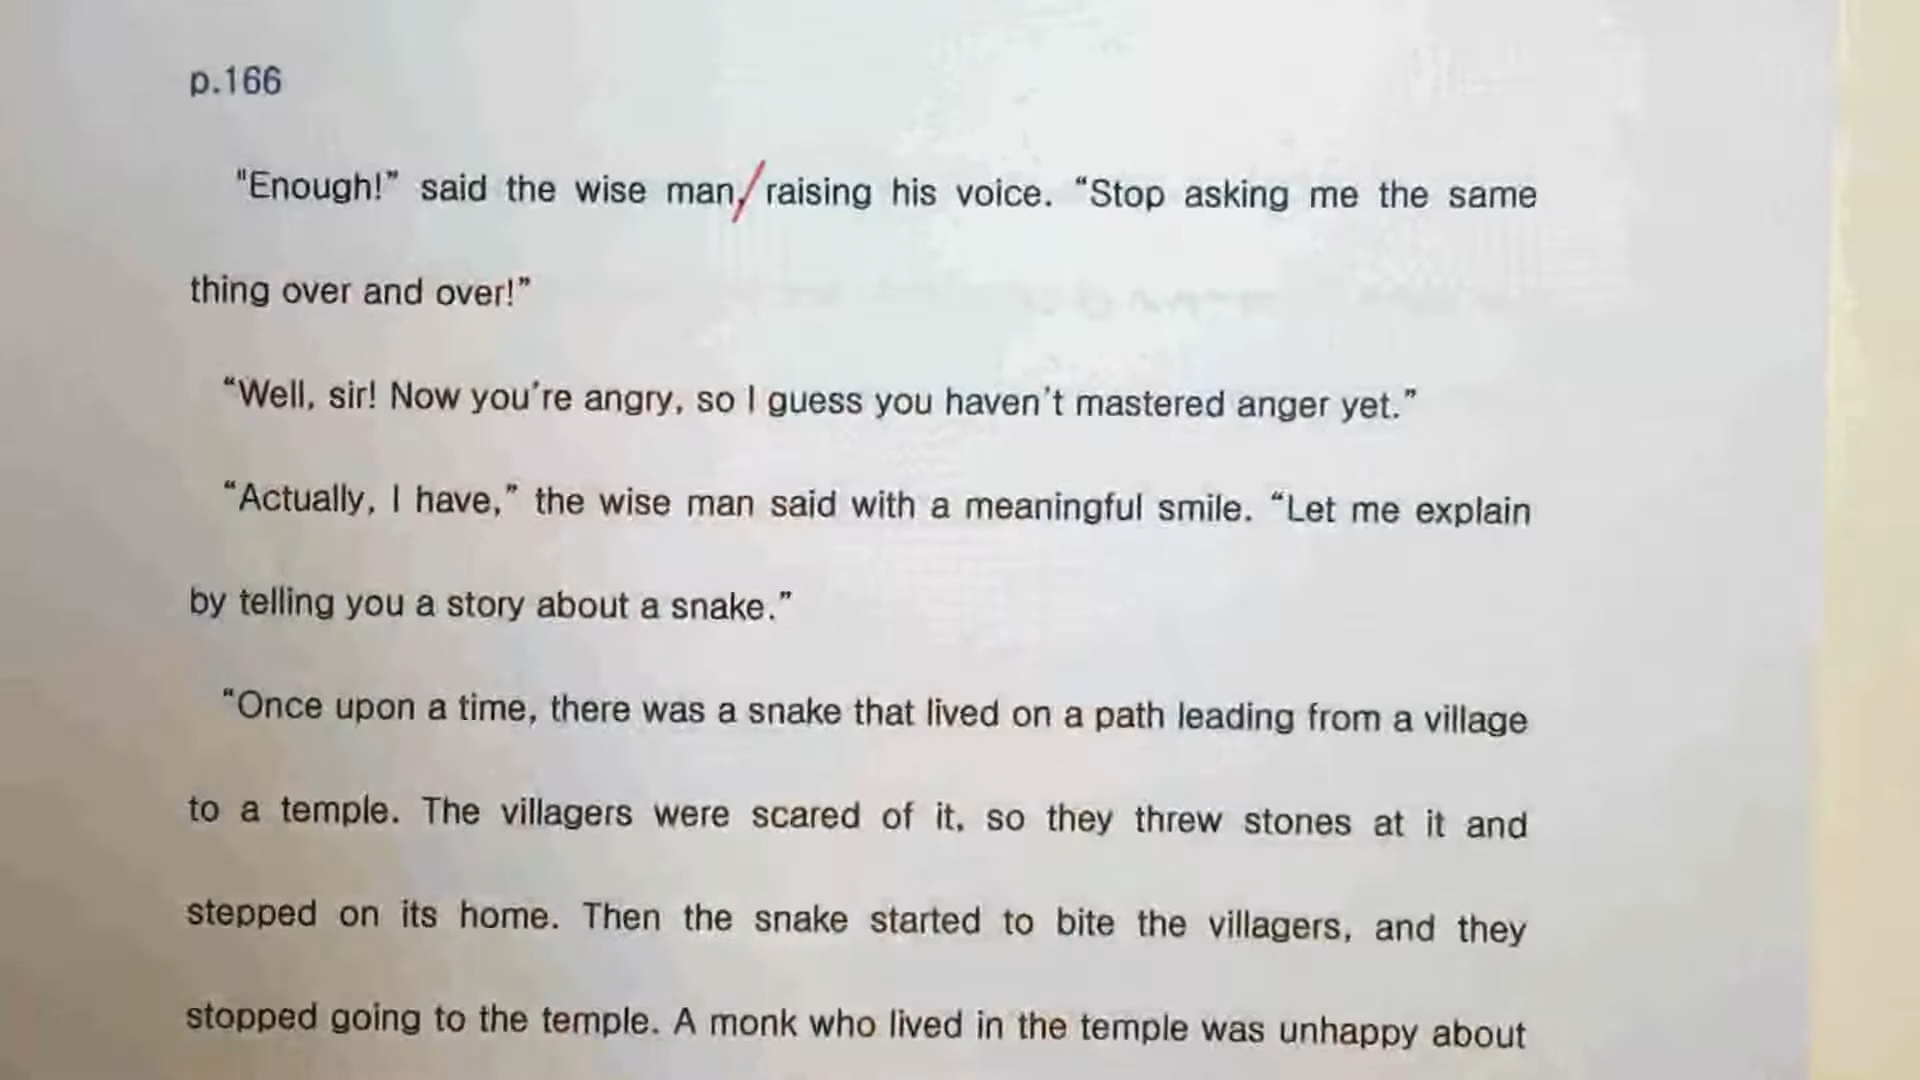 p.166
"Enough!” said the wise man, raising his voice. “Stop asking me the same
thing over and over!”
“Well, sir! Now you're angry, so I guess you haven't mastered anger yet.”
“Actually, I have,” the wise man said with a meaningful smile. “Let me explain
by telling you a story about a snake.”
“Once upon a time, there was a snake that lived on a path leading from a village
to a temple. The villagers were scared of it, so they threw stones at it and
stepped on its home. Then the snake started to bite the villagers, and they
stopped going to the temple. A monk who lived in the temple was unhappy about